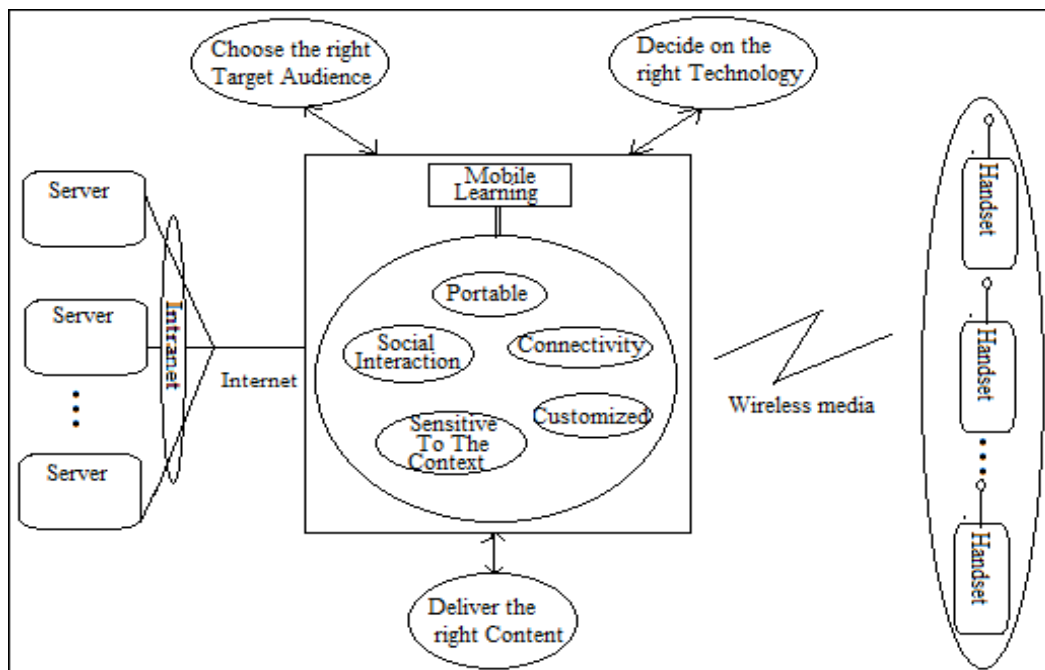 Choose the right
Target Audience
Decide on the
right Technology
Mobile
Learning
Server
Server
Server
Intranet
Internet
Portable
Social
Interaction
Connectivity
Customized
Sensitive
To The
Context
Wireless media
Handset
Handset
Handset
Deliver the
right Content